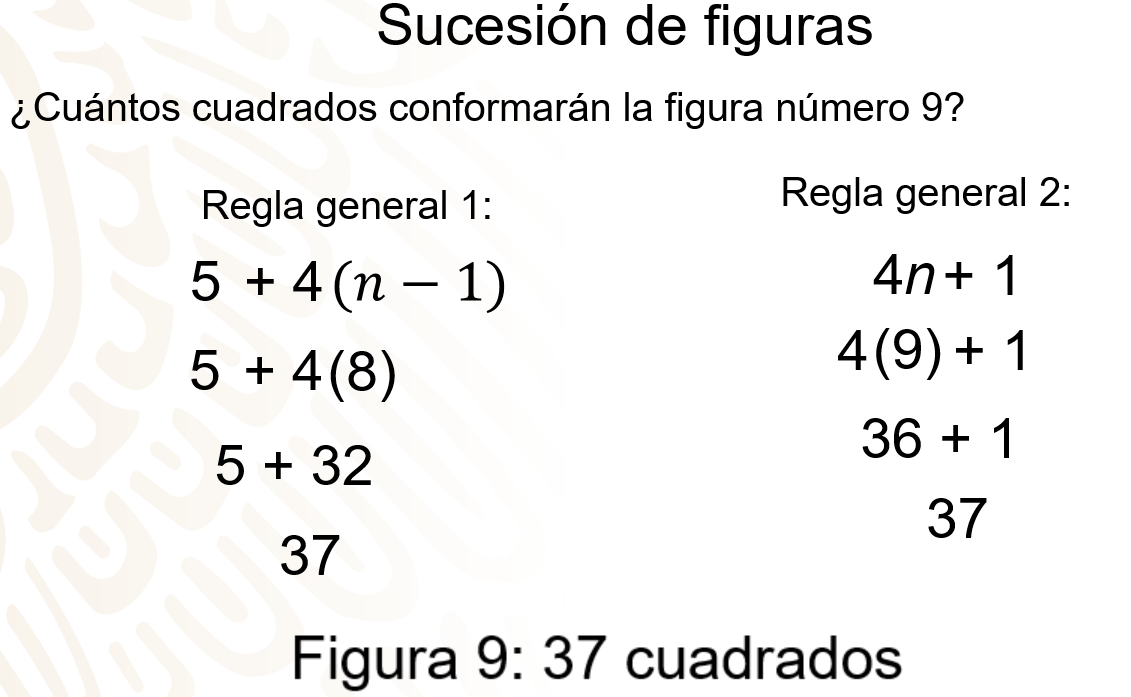 Sucesión de figuras
¿Cuántos cuadrados conformarán la figura número 9?
Regla general 1:
5 + 4(n − 1)
5 + 4(8)
5 + 32
37
Regla general 2:
4n + 1
4(9) + 1
36 + 1
37
Figura 9: 37 cuadrados